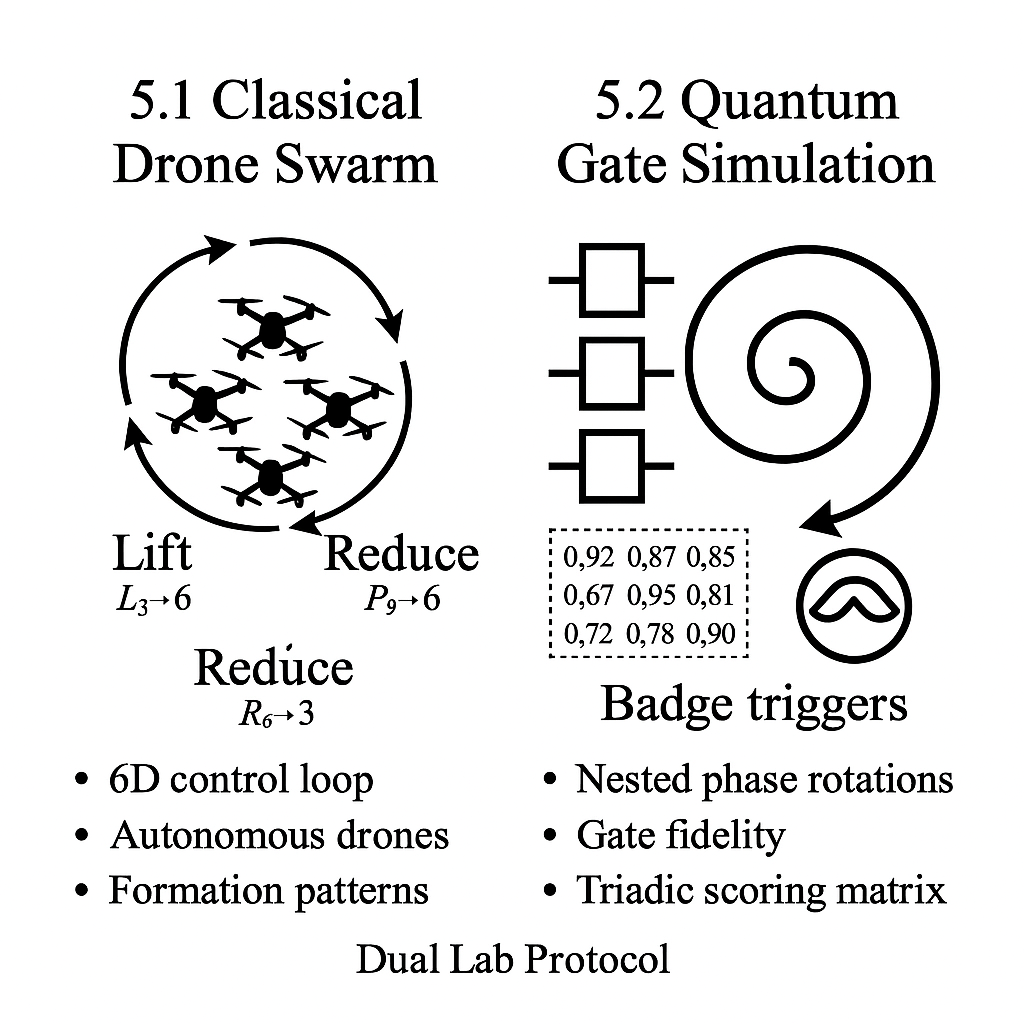 5.1 Classical
Drone Swarm
Lift
L₃→6
Reduce
P₉→6
Redu̇ce
R₆→3
• 6D control loop
• Autonomous drones
• Formation patterns
5.2 Quantum
Gate Simulation
0,92 0,87 0,85
0,67 0,95 0,81
0,72 0,78 0,90
Badge triggers
• Nested phase rotations
• Gate fidelity
• Triadic scoring matrix
Dual Lab Protocol